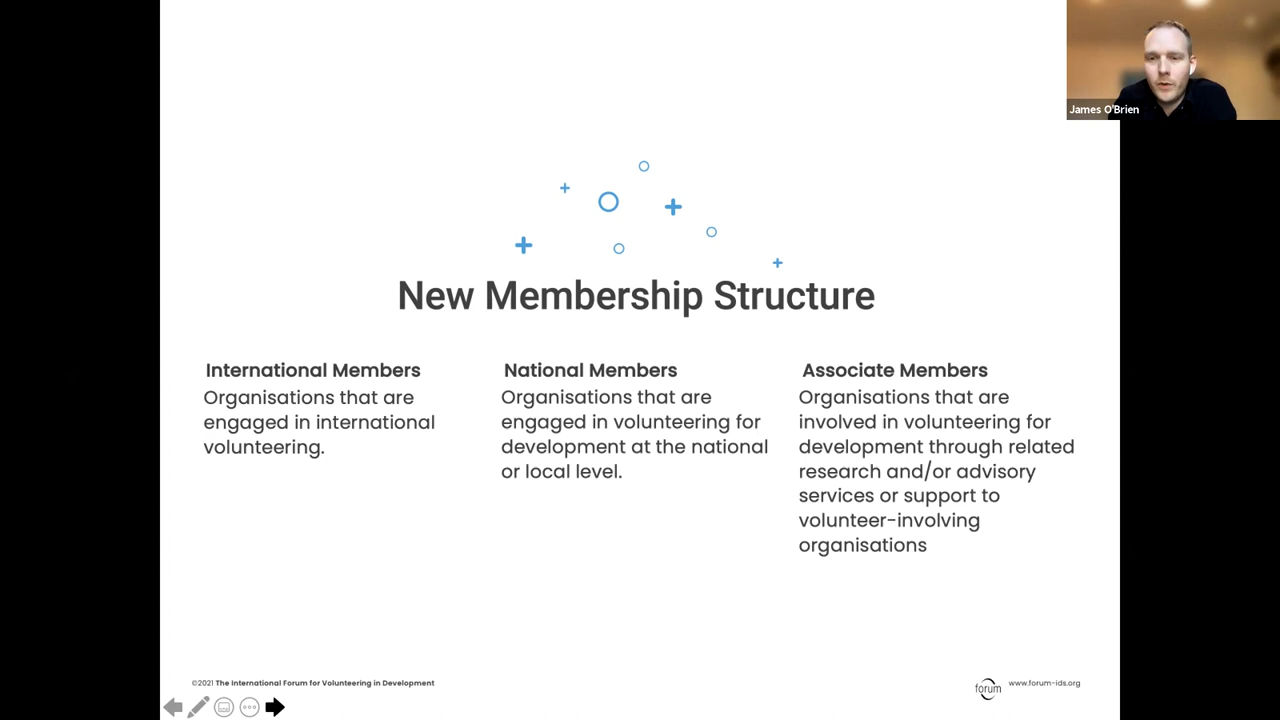 James O'Brien
New Membership Structure
International Members
Organisations that are
engaged in international
volunteering.
National Members
Organisations that are
engaged in volunteering for
development at the national
or local level.
Associate Members
Organisations that are
involved in volunteering for
development through related
research and/or advisory
services or support to
volunteer-involving
organisations
©2021 The International Forum for Volunteering in Development
forum
www.forum-ids.org